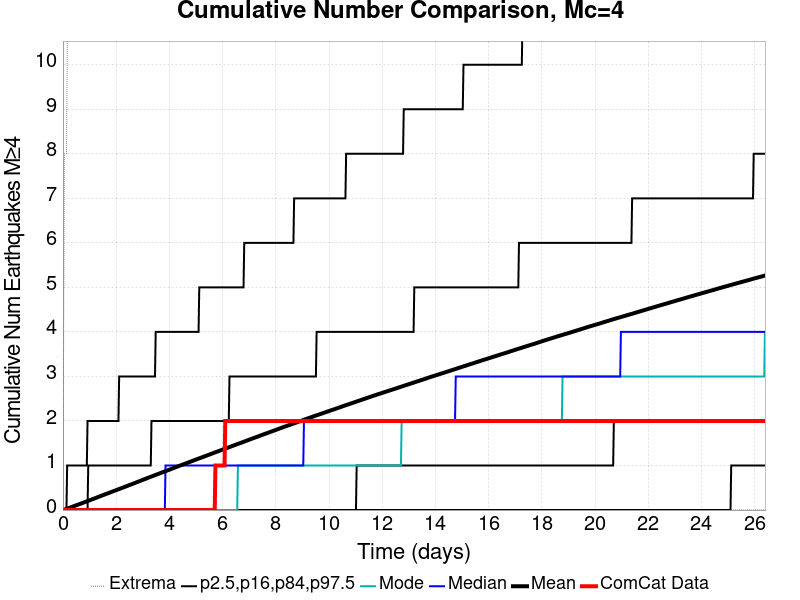 Cumulative Number Comparison, Mc=4
Cumulative Num Earthquakes M≥4
10
9
8
7
6
5
4
3
2
1
0
0 2 4 6 8 10 12 14 16 18 20 22 24 26
Time (days)
Extrema p2.5,p16,p84,p97.5 Mode Median Mean ComCat Data